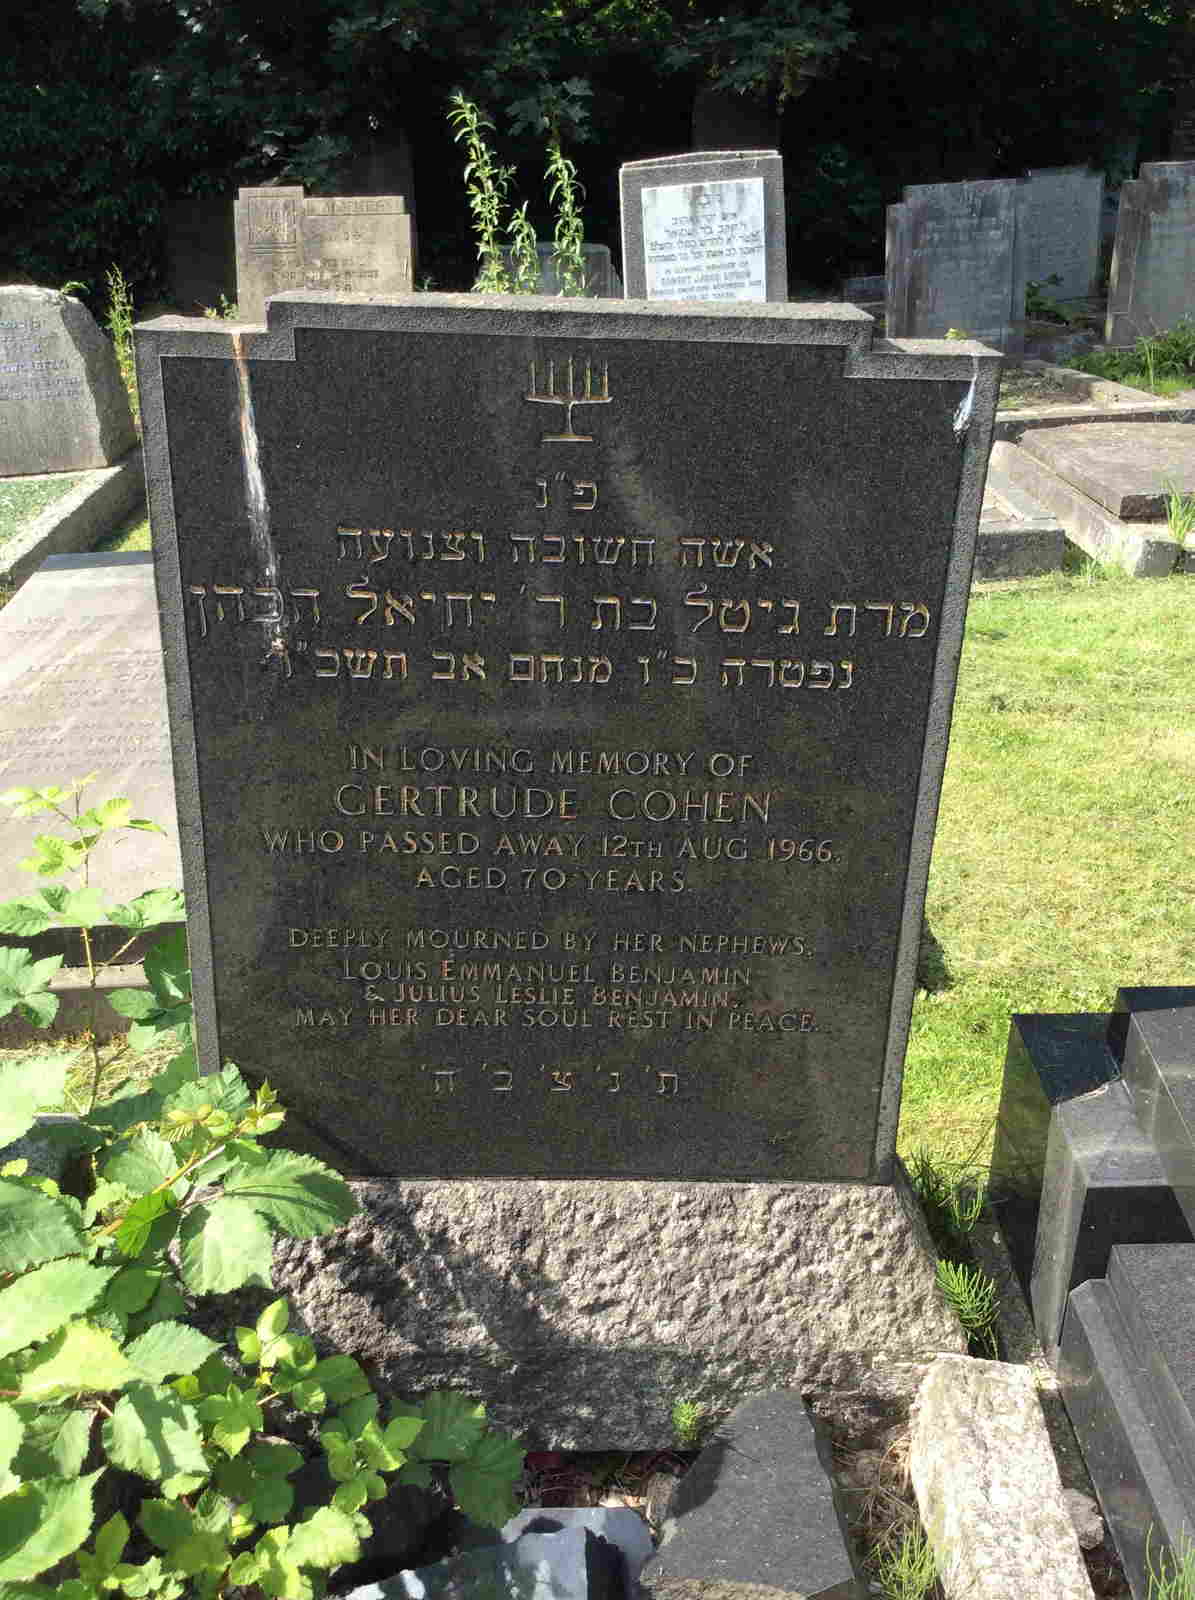 פ"נ
אשה חשובה וצנועה
מרת גיטל בת ר' יחיאל הכהן
נפטרה כ"ו מנחם אב תשכ"ו
IN LOVING MEMORY OF
GERTRUDE COHEN
WHO PASSED AWAY 12TH AUG 1966.
AGED 70 YEARS.
DEEPLY MOURNED BY HER NEPHEWS.
LOUIS EMMANUEL BENJAMIN
& JULIUS LESLIE BENJAMIN.
MAY HER DEAR SOUL REST IN PEACE.
ת' נ' צ' ב' ה'